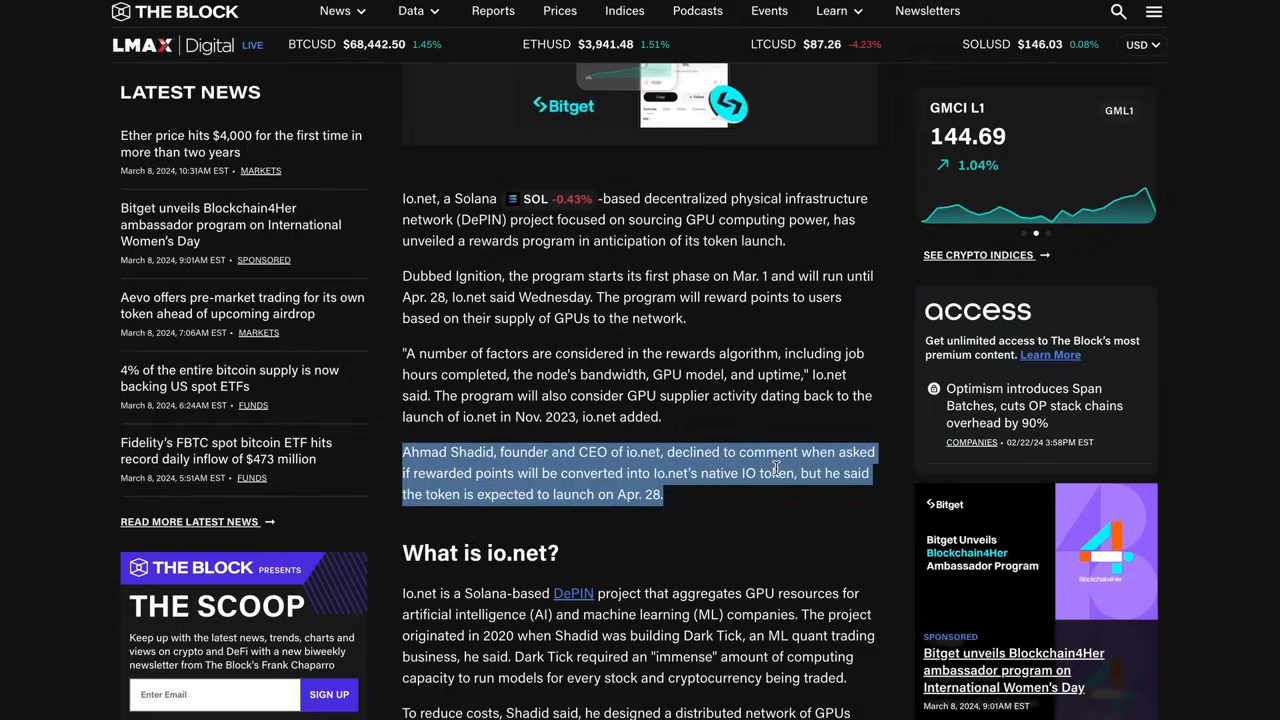 THE BLOCK
News
Data
Reports
Prices
Indices
Podcasts
Events
Learn
Newsletters
LMAX Digital LIVE
BTCUSD $68,442.50 1.45%
ETHUSD $3,941.48 1.51%
LTCUSD $87.26 -4.23%
SOLUSD $146.03 0.08%
USD
LATEST NEWS
Ether price hits $4,000 for the first time in
more than two years
March 8, 2024, 10:31AM EST • MARKETS
Bitget unveils Blockchain4Her
ambassador program on International
Women's Day
March 8, 2024, 9:01AM EST • SPONSORED
Aevo offers pre-market trading for its own
token ahead of upcoming airdrop
March 8, 2024, 7:06AM EST • MARKETS
4% of the entire bitcoin supply is now
backing US spot ETFs
March 8, 2024, 6:24AM EST • FUNDS
Fidelity's FBTC spot bitcoin ETF hits
record daily inflow of $473 million
March 8, 2024, 5:51AM EST • FUNDS
READ MORE LATEST NEWS →
THE BLOCK PRESENTS
THE SCOOP
Keep up with the latest news, trends, charts and
views on crypto and DeFi with a new biweekly
newsletter from The Block's Frank Chaparro
Enter Email
SIGN UP
Bitget
Io.net, a Solana SOL -0.43% -based decentralized physical infrastructure
network (DePIN) project focused on sourcing GPU computing power, has
unveiled a rewards program in anticipation of its token launch.
Dubbed Ignition, the program starts its first phase on Mar. 1 and will run until
Apr. 28, Io.net said Wednesday. The program will reward points to users
based on their supply of GPUs to the network.
"A number of factors are considered in the rewards algorithm, including job
hours completed, the node's bandwidth, GPU model, and uptime," Io.net
said. The program will also consider GPU supplier activity dating back to the
launch of io.net in Nov. 2023, io.net added.
Ahmad Shadid, founder and CEO of io.net, declined to comment when asked
if rewarded points will be converted into Io.net's native IO token, but he said
the token is expected to launch on Apr. 28.
What is io.net?
Io.net is a Solana-based DePIN project that aggregates GPU resources for
artificial intelligence (AI) and machine learning (ML) companies. The project
originated in 2020 when Shadid was building Dark Tick, an ML quant trading
business, he said. Dark Tick required an "immense" amount of computing
capacity to run models for every stock and cryptocurrency being traded.
To reduce costs, Shadid said, he designed a distributed network of GPUs
GMCI L1
GML1
144.69
1.04%
SEE CRYPTO INDICES →
access
Get unlimited access to The Block's most
premium content. Learn More
Optimism introduces Span
Batches, cuts OP stack chains
overhead by 90%
COMPANIES • 02/22/24 3:58PM EST
Bitget
Bitget Unveils
Blockchain4Her
Ambassador Program
Blockchain4Her
SPONSORED
Bitget unveils Blockchain4Her
ambassador program on
International Women's Day
March 8, 2024, 9:01AM EST